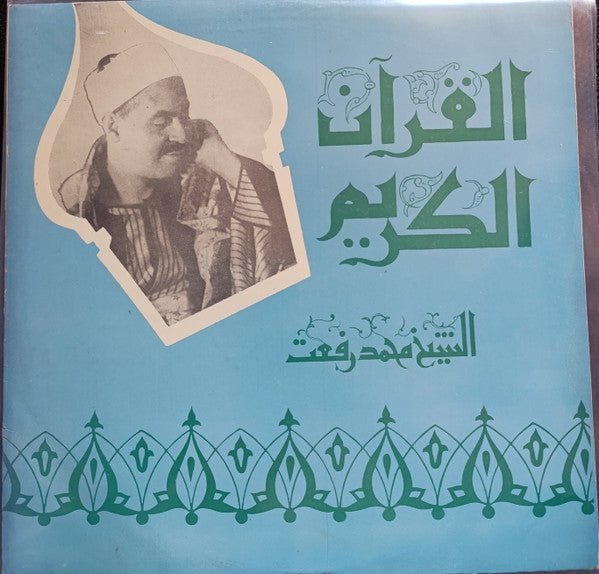 القرآن
الكريم
الشيخ محمد رفعت